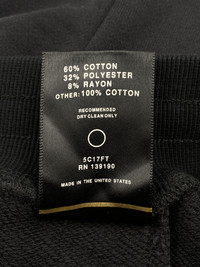 60% COTTON
32% POLYESTER
8% RAYON
OTHER:100% COTTON
RECOMMENDED
DRY CLEAN ONLY
5C17FT
RN 139190
MADE IN THE UNITED STATES